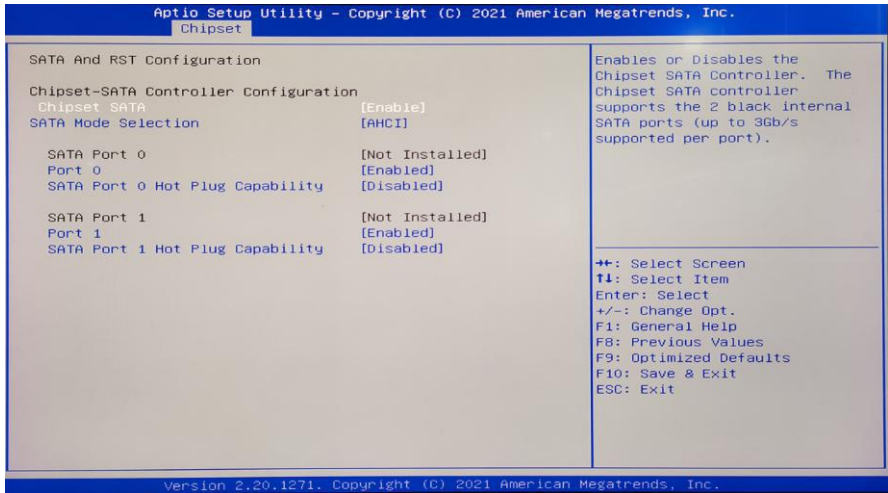 Aptio Setup Utility – Copyright (C) 2021 American Megatrends, Inc.
Chipset
SATA And RST Configuration
Chipset-SATA Controller Configuration
Chipset SATA [Enable]
SATA Mode Selection [AHCI]
SATA Port 0 [Not Installed]
Port 0 [Enabled]
SATA Port 0 Hot Plug Capability [Disabled]
SATA Port 1 [Not Installed]
Port 1 [Enabled]
SATA Port 1 Hot Plug Capability [Disabled]
Enables or Disables the
Chipset SATA Controller. The
Chipset SATA controller
supports the 2 black internal
SATA ports (up to 3Gb/s
supported per port).
→←: Select Screen
↑↓: Select Item
Enter: Select
+/-: Change Opt.
F1: General Help
F8: Previous Values
F9: Optimized Defaults
F10: Save & Exit
ESC: Exit
Version 2.20.1271. Copyright (C) 2021 American Megatrends, Inc.